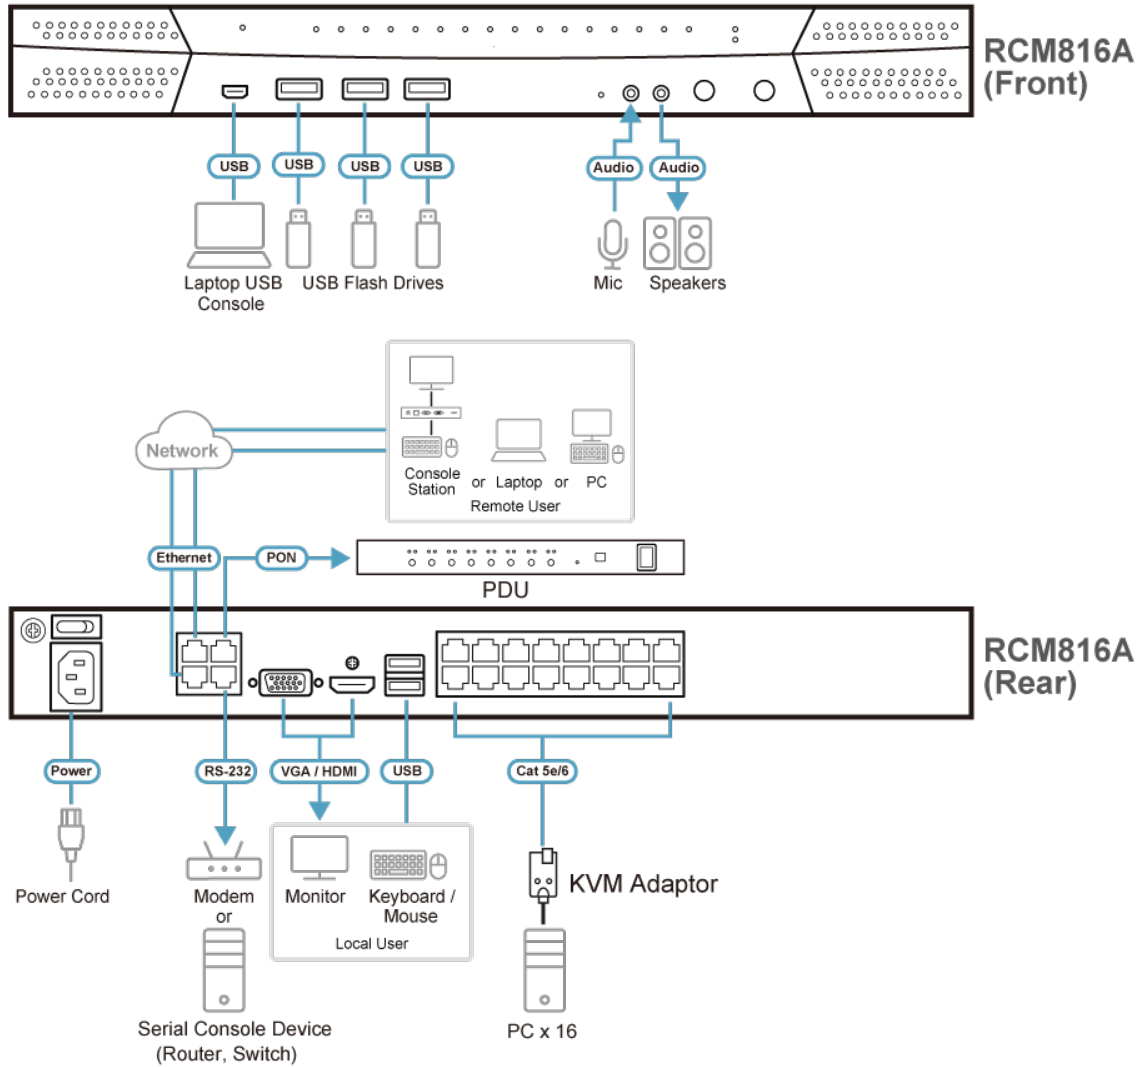 RCM816A
(Front)
USB
USB
USB
USB
Audio
Audio
Laptop USB
Console
USB Flash Drives
Mic
Speakers
Network
Console
Station
or
Laptop
or
PC
Remote User
Ethernet
PON
PDU
RCM816A
(Rear)
Power
RS-232
VGA / HDMI
USB
Cat 5e/6
Power Cord
Modem
or
Monitor
Keyboard /
Mouse
Local User
KVM Adaptor
Serial Console Device
(Router, Switch)
PC x 16